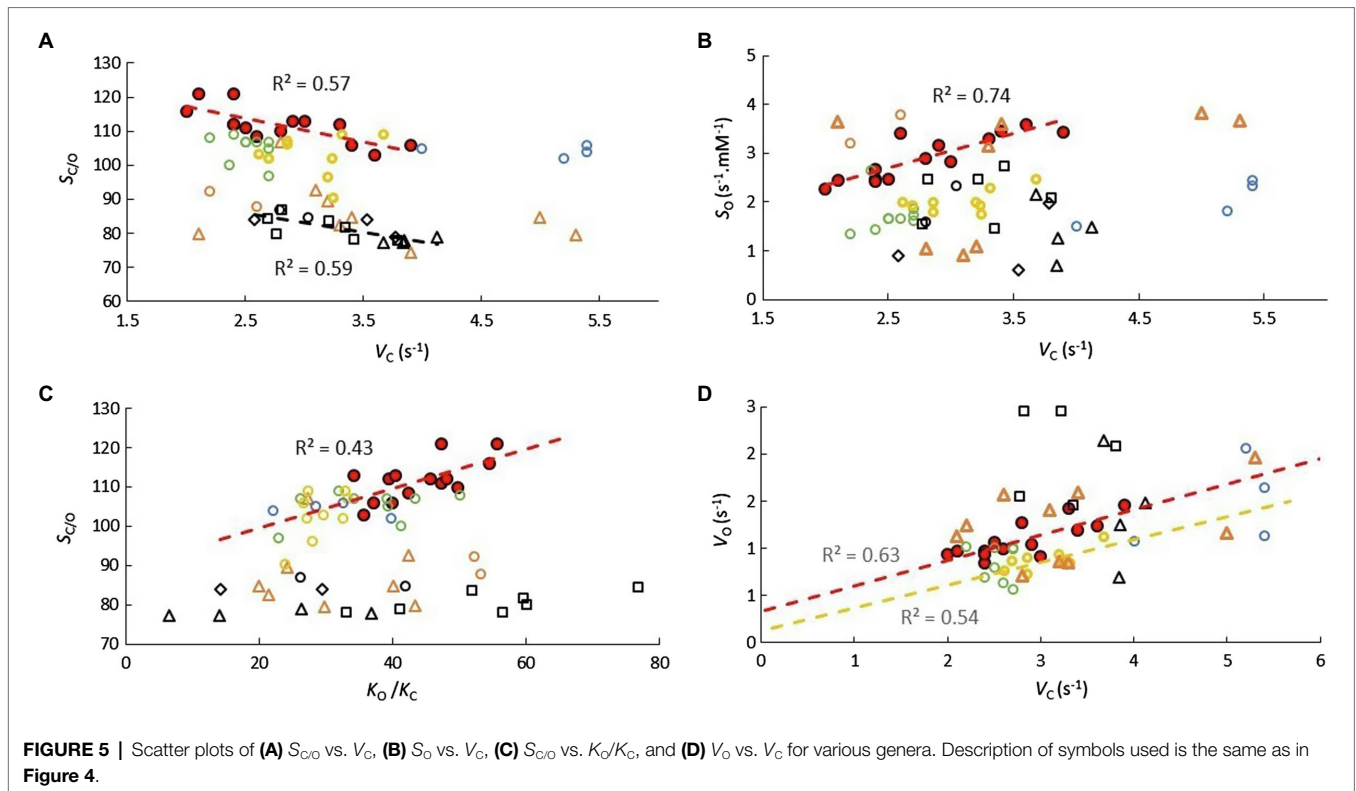 A
130
120
110
100
90
80
70
60
S_C/O
R² = 0.57
R² = 0.59
1.5 2.5 3.5 4.5 5.5
V_C (s⁻¹)
B
5
4
3
2
1
0
S_O (s⁻¹.mM⁻¹)
R² = 0.74
1.5 2.5 3.5 4.5 5.5
V_C (s⁻¹)
C
130
120
110
100
90
80
70
S_C/O
R² = 0.43
0 20 40 60 80
K_O /K_C
D
3
2
2
1
1
0
V_O (s⁻¹)
R² = 0.63
R² = 0.54
0 1 2 3 4 5 6
V_C (s⁻¹)
FIGURE 5 | Scatter plots of (A) S_C/O vs. V_C, (B) S_O vs. V_C, (C) S_C/O vs. K_O/K_C, and (D) V_O vs. V_C for various genera. Description of symbols used is the same as in
Figure 4.